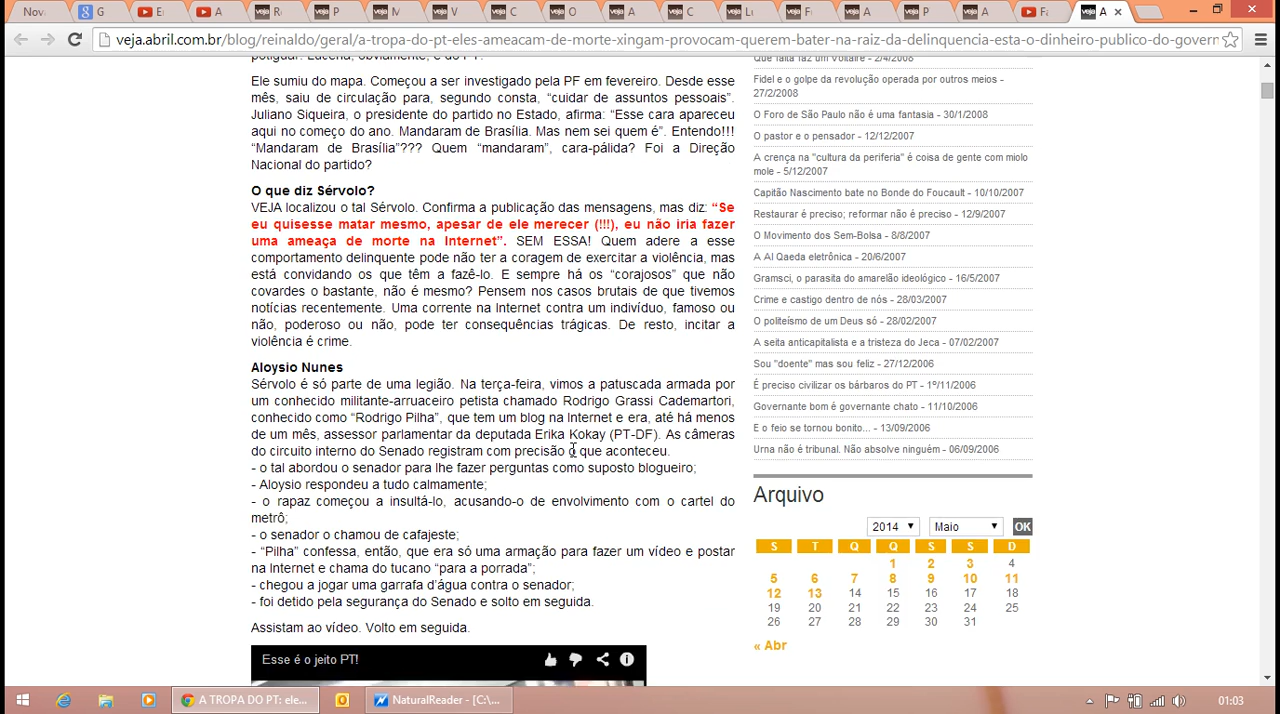 Nova
E
A
R
P
M
V
C
O
A
C
Lu
F
A
P
A
Fa
A
veja.abril.com.br/blog/reinaldo/geral/a-tropa-do-pt-eles-ameacam-de-morte-xingam-provocam-querem-bater-na-raiz-da-delinquencia-esta-o-dinheiro-publico-do-govern
potiguar. Lucena, obviamente, é do PT.
Ele sumiu do mapa. Começou a ser investigado pela PF em fevereiro. Desde esse
mês, saiu de circulação para, segundo consta, “cuidar de assuntos pessoais”.
Juliano Siqueira, o presidente do partido no Estado, afirma: “Esse cara apareceu
aqui no começo do ano. Mandaram de Brasília. Mas nem sei quem é”. Entendo!!!
“Mandaram de Brasília”??? Quem “mandaram”, cara-pálida? Foi a Direção
Nacional do partido?
O que diz Sérvolo?
VEJA localizou o tal Sérvolo. Confirma a publicação das mensagens, mas diz: “Se
eu quisesse matar mesmo, apesar de ele merecer (!!!), eu não iria fazer
uma ameaça de morte na Internet”. SEM ESSA! Quem adere a esse
comportamento delinquente pode não ter a coragem de exercitar a violência, mas
está convidando os que têm a fazê-lo. E sempre há os “corajosos” que não
covardes o bastante, não é mesmo? Pensem nos casos brutais de que tivemos
notícias recentemente. Uma corrente na Internet contra um indivíduo, famoso ou
não, poderoso ou não, pode ter consequências trágicas. De resto, incitar a
violência é crime.
Aloysio Nunes
Sérvolo é só parte de uma legião. Na terça-feira, vimos a patuscada armada por
um conhecido militante-arruaceiro petista chamado Rodrigo Grassi Cademartori,
conhecido como “Rodrigo Pilha”, que tem um blog na Internet e era, até há menos
de um mês, assessor parlamentar da deputada Erika Kokay (PT-DF). As câmeras
do circuito interno do Senado registram com precisão o que aconteceu.
- o tal abordou o senador para lhe fazer perguntas como suposto blogueiro;
- Aloysio respondeu a tudo calmamente;
- o rapaz começou a insultá-lo, acusando-o de envolvimento com o cartel do
metrô;
- o senador o chamou de cafajeste;
- “Pilha” confessa, então, que era só uma armação para fazer um vídeo e postar
na Internet e chama do tucano “para a porrada”;
- chegou a jogar uma garrafa d’água contra o senador;
- foi detido pela segurança do Senado e solto em seguida.
Assistam ao vídeo. Volto em seguida.
Esse é o jeito PT!
Que falta faz um Voltaire - 2/4/2008
Fidel e o golpe da revolução operada por outros meios -
27/2/2008
O Foro de São Paulo não é uma fantasia - 30/1/2008
O pastor e o pensador - 12/12/2007
A crença na "cultura da periferia" é coisa de gente com miolo
mole - 5/12/2007
Capitão Nascimento bate no Bonde do Foucault - 10/10/2007
Restaurar é preciso; reformar não é preciso - 12/9/2007
O Movimento dos Sem-Bolsa - 8/8/2007
A Al Qaeda eletrônica - 20/6/2007
Gramsci, o parasita do amarelão ideológico - 16/5/2007
Crime e castigo dentro de nós - 28/03/2007
O politeísmo de um Deus só - 28/02/2007
A seita anticapitalista e a tristeza do Jeca - 07/02/2007
Sou "doente" mas sou feliz - 27/12/2006
É preciso civilizar os bárbaros do PT - 1º/11/2006
Governante bom é governante chato - 11/10/2006
E o feio se tornou bonito... - 13/09/2006
Urna não é tribunal. Não absolve ninguém - 06/09/2006
Arquivo
2014 Maio OK
S T Q Q S S D
1 2 3 4
5 6 7 8 9 10 11
12 13 14 15 16 17 18
19 20 21 22 23 24 25
26 27 28 29 30 31
« Abr
A TROPA DO PT: ele...
NaturalReader - [C:\...
01:03